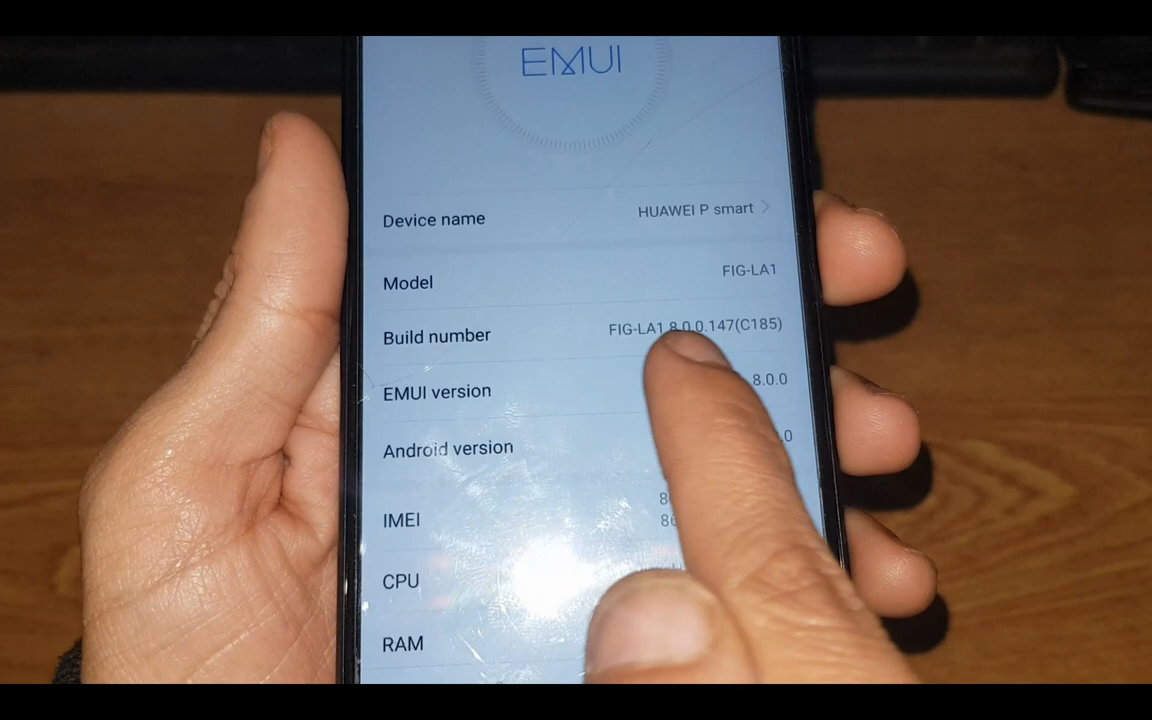 EMUI
Device name HUAWEI P smart
Model FIG-LA1
Build number FIG-LA1 8.0.0.147(C185)
EMUI version 8.0.0
Android version .0
IMEI
CPU
RAM